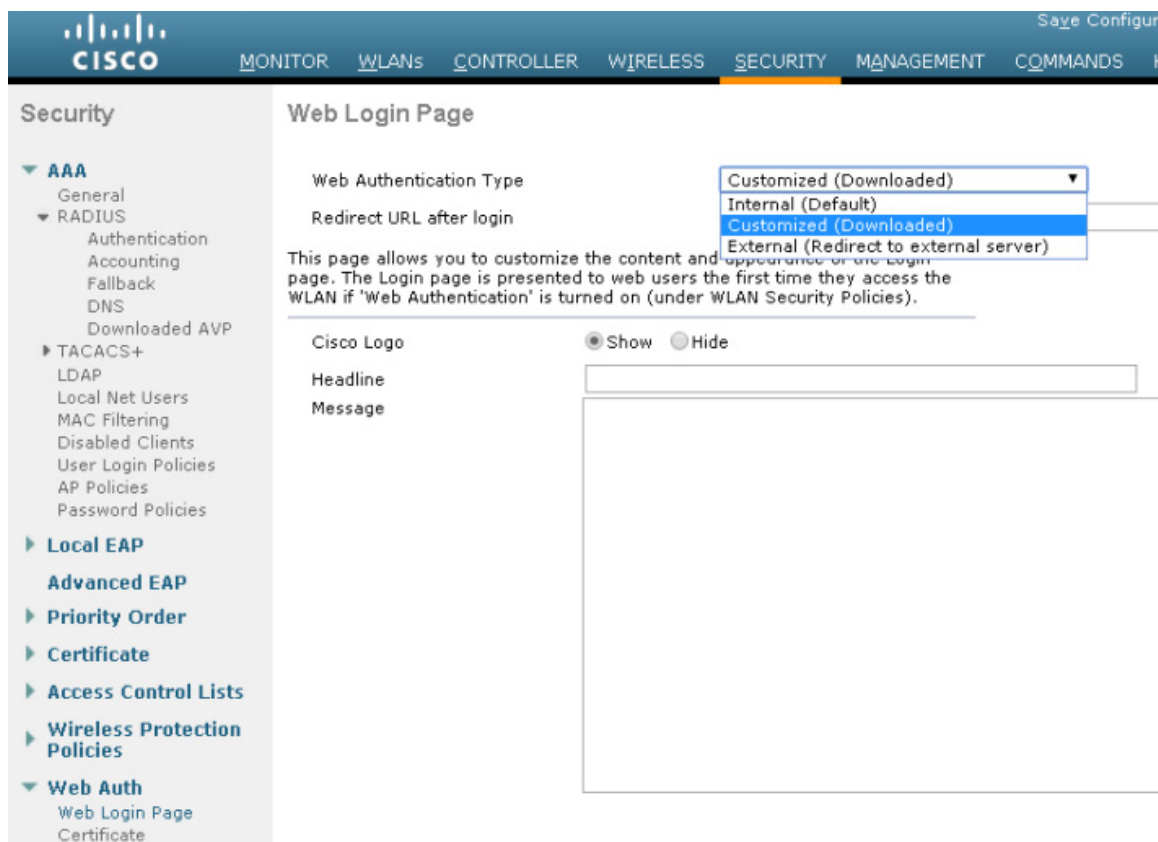 Save Configur
CISCO
MONITOR WLANs CONTROLLER WIRELESS SECURITY MANAGEMENT COMMANDS
Security
AAA
General
RADIUS
Authentication
Accounting
Fallback
DNS
Downloaded AVP
TACACS+
LDAP
Local Net Users
MAC Filtering
Disabled Clients
User Login Policies
AP Policies
Password Policies
Local EAP
Advanced EAP
Priority Order
Certificate
Access Control Lists
Wireless Protection
Policies
Web Auth
Web Login Page
Certificate
Web Login Page
Web Authentication Type
Customized (Downloaded)
Internal (Default)
Customized (Downloaded)
External (Redirect to external server)
Redirect URL after login
This page allows you to customize the content and appearance of the Login
page. The Login page is presented to web users the first time they access the
WLAN if 'Web Authentication' is turned on (under WLAN Security Policies).
Cisco Logo Show Hide
Headline
Message